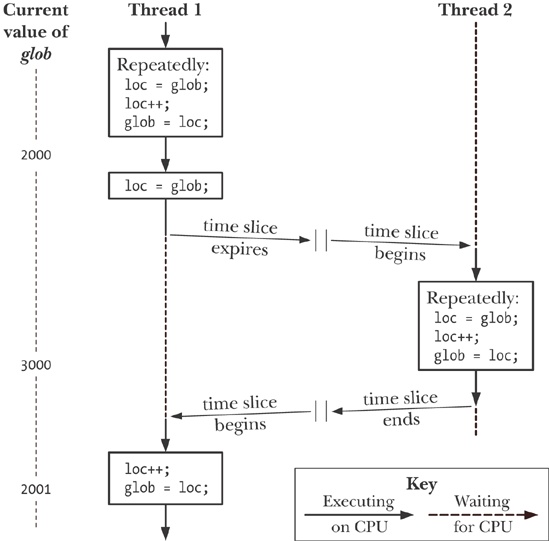 Current
value of
glob
Thread 1
Thread 2
Repeatedly:
loc = glob;
loc++;
glob = loc;
2000
loc = glob;
time slice
expires
time slice
begins
Repeatedly:
loc = glob;
loc++;
glob = loc;
3000
time slice
begins
time slice
ends
loc++;
glob = loc;
2001
Key
Executing
on CPU
Waiting
for CPU